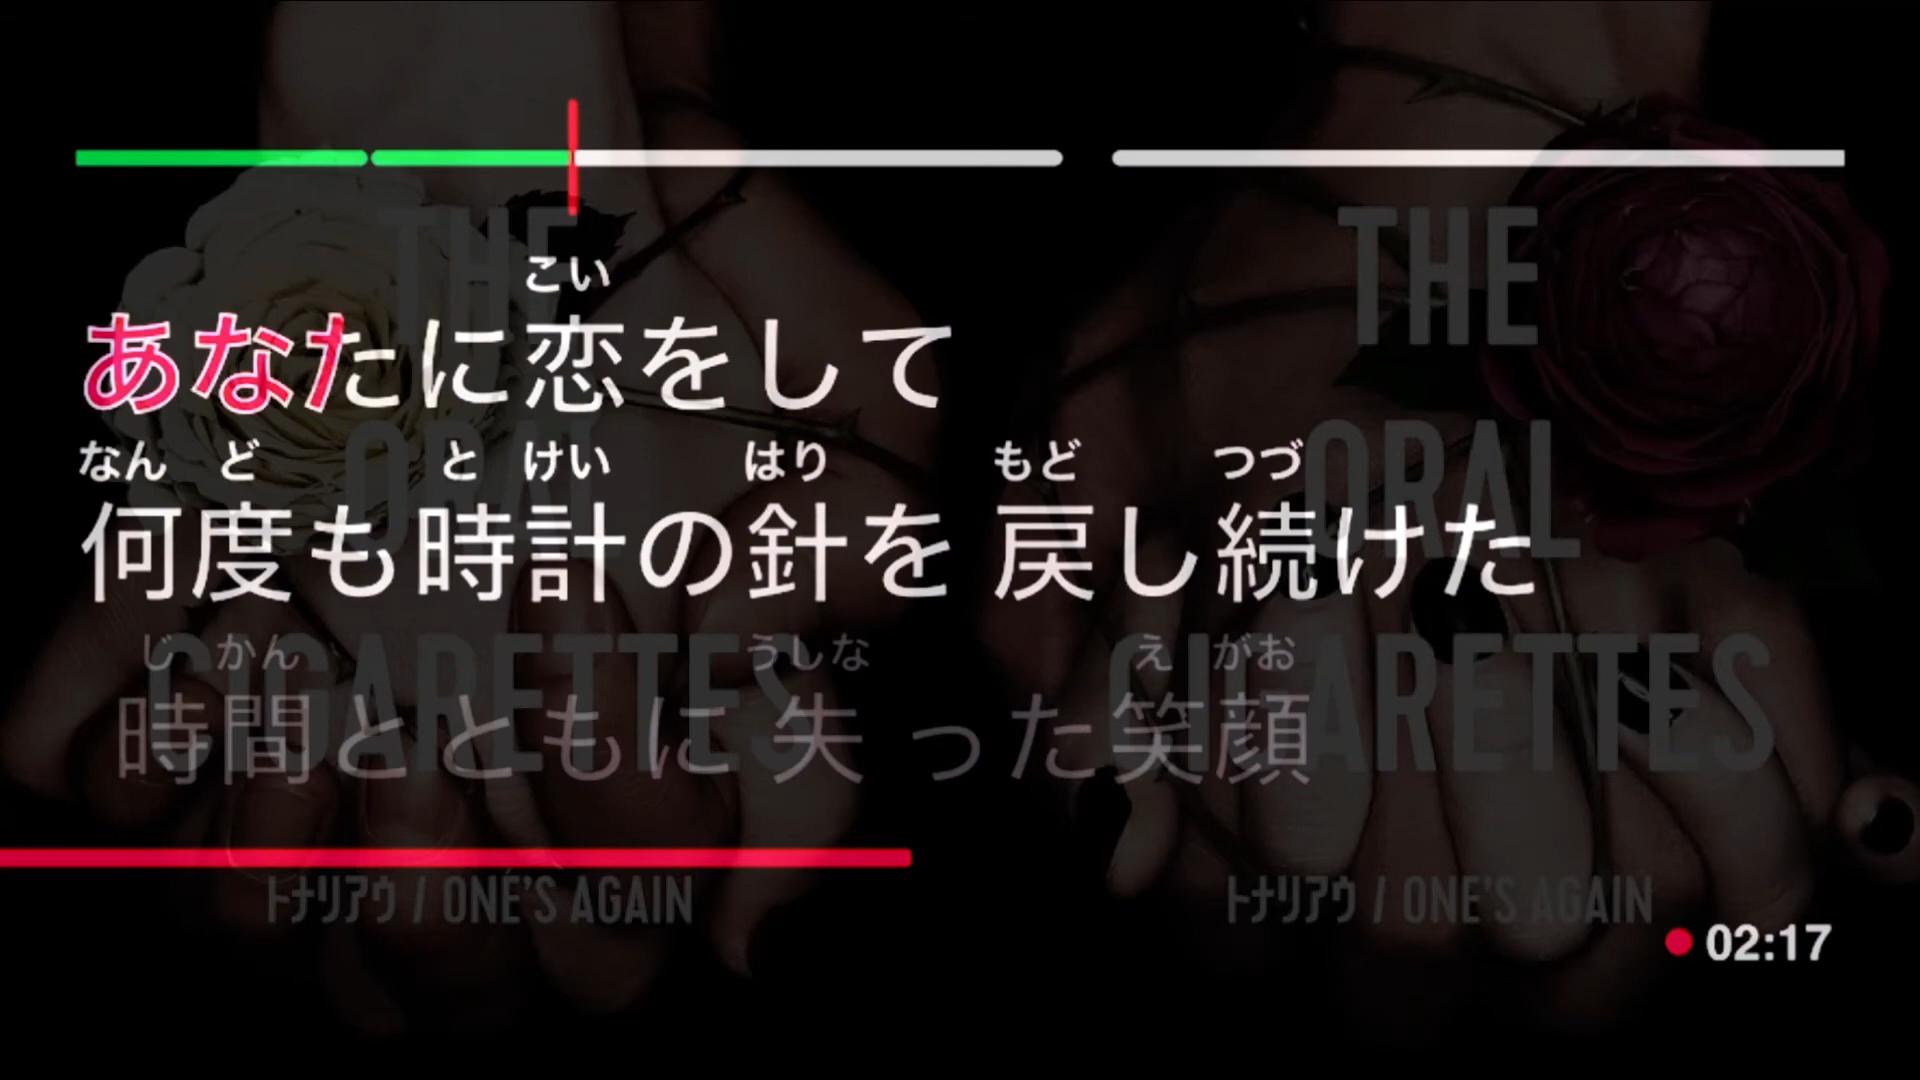 THE
THE
こい
あなたに恋をして
ORAL
ORAL
なん ど と けい はり もど つづ
何度も時計の針を 戻し続けた
じ かん うしな え がお
時間とともに 失 った笑顔
CIGARETTES
CIGARETTES
トナリアウ / ONE'S AGAIN
トナリアウ / ONE'S AGAIN
02:17